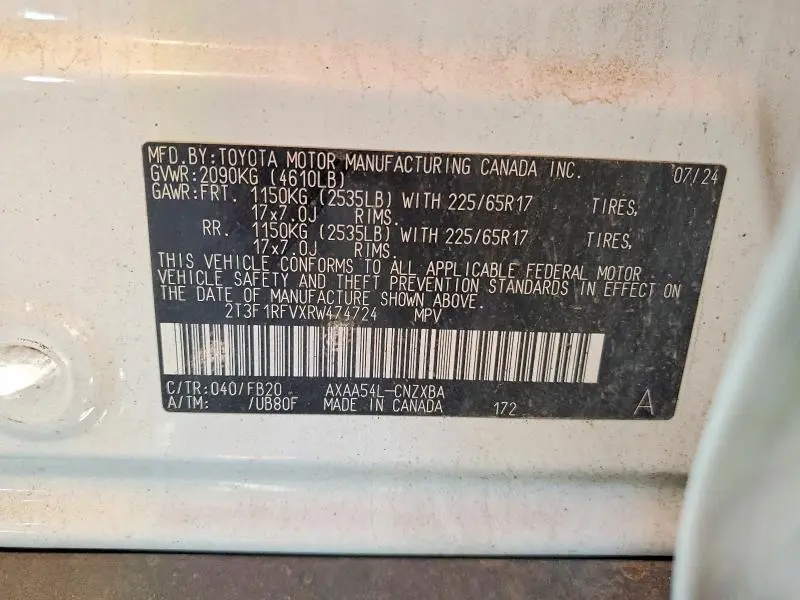 MFD.BY:TOYOTA MOTOR MANUFACTURING CANADA INC. 07/24
GVWR:2090KG (4610LB)
GAWR:FRT. 1150KG (2535LB) WITH 225/65R17 TIRES,
17x7.0J RIMS.
RR. 1150KG (2535LB) WITH 225/65R17 TIRES,
17x7.0J RIMS.
THIS VEHICLE CONFORMS TO ALL APPLICABLE FEDERAL MOTOR
VEHICLE SAFETY AND THEFT PREVENTION STANDARDS IN EFFECT ON
THE DATE OF MANUFACTURE SHOWN ABOVE.
2T3F1RFVXRW474724 MPV
C/TR:040/FB20 AXAA54L-CNZXBA
A/TM: /UB80F MADE IN CANADA 172 A